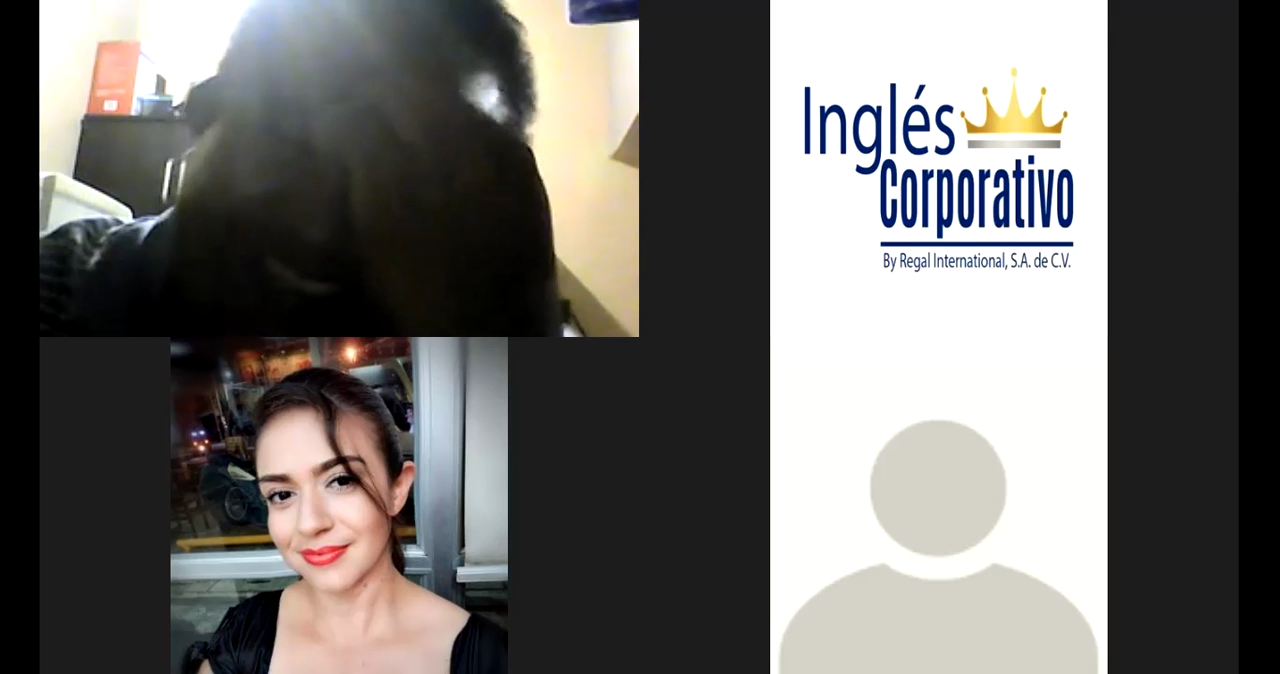 Inglés
Corporativo
By Regal International, S.A. de C.V.